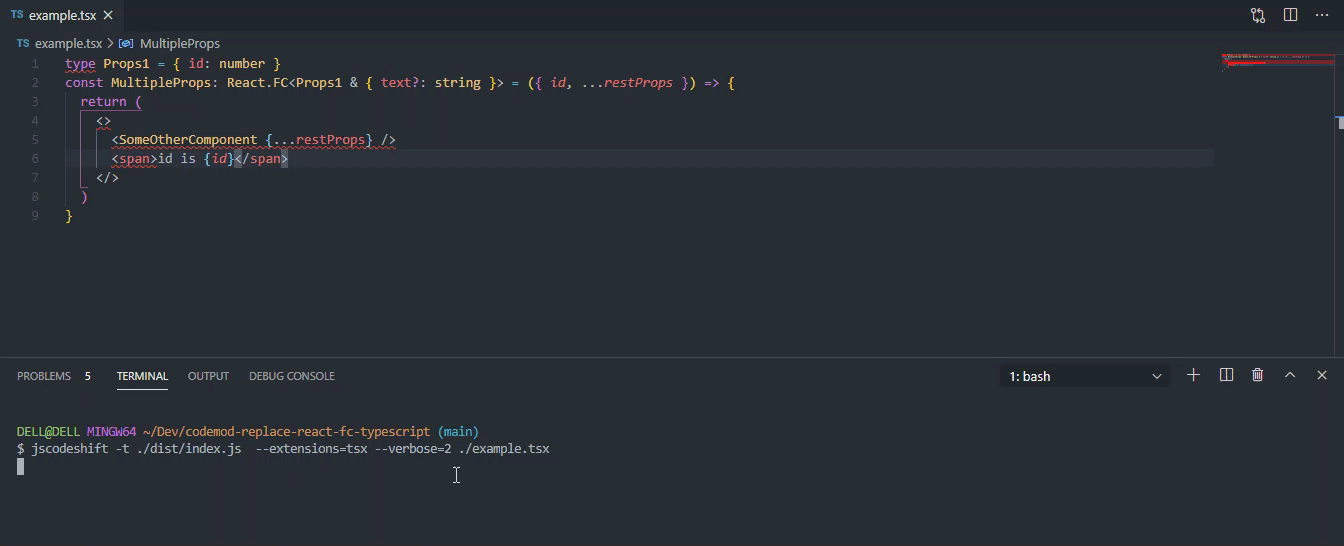 TS example.tsx
TS example.tsx MultipleProps
1 type Props1 = { id: number }
2 const MultipleProps: React.FC<Props1 & { text?: string }> = ({ id, ...restProps }) => {
3 return (
4 <>
5 <SomeOtherComponent {...restProps} />
6 <span>id is {id}</span>
7 </>
8 )
9 }
PROBLEMS 5 TERMINAL OUTPUT DEBUG CONSOLE 1: bash
DELL@DELL MINGW64 ~/Dev/codemod-replace-react-fc-typescript (main)
$ jscodeshift -t ./dist/index.js  --extensions=tsx --verbose=2 ./example.tsx